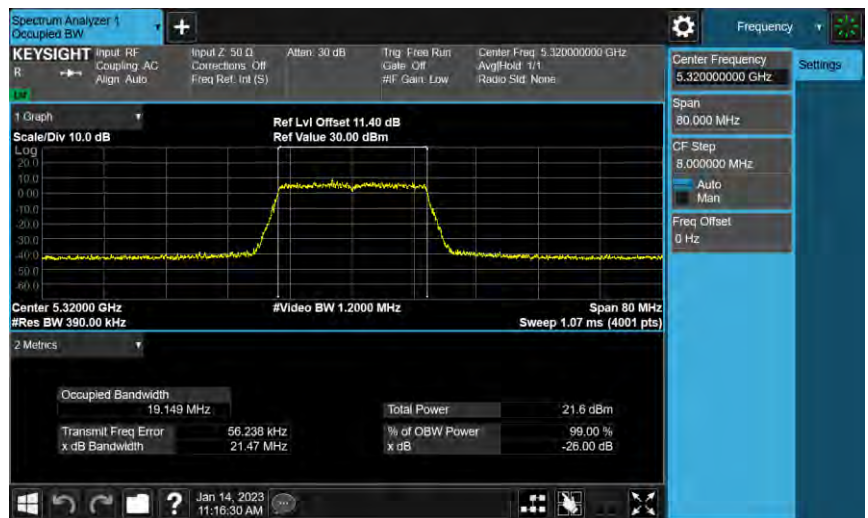 Spectrum Analyzer 1
Occupied BW
Frequency
KEYSIGHT
R
Input: RF
Coupling: AC
Align: Auto
Input Z: 50 Ω
Corrections: Off
Freq Ref: Int (S)
Atten: 30 dB
Trig: Free Run
Gate: Off
#IF Gain: Low
Center Freq: 5.320000000 GHz
Avg|Hold: 1/1
Radio Std: None
Center Frequency
5.320000000 GHz
Settings
Span
80.000 MHz
CF Step
8.000000 MHz
Auto
Man
Freq Offset
0 Hz
1 Graph
Scale/Div 10.0 dB
Ref Lvl Offset 11.40 dB
Ref Value 30.00 dBm
Log
20.0
10.0
0.00
-10.0
-20.0
-30.0
-40.0
-50.0
-60.0
Center 5.32000 GHz
#Video BW 1.2000 MHz
Span 80 MHz
#Res BW 390.00 kHz
Sweep 1.07 ms (4001 pts)
2 Metrics
Occupied Bandwidth
19.149 MHz
Total Power
21.6 dBm
Transmit Freq Error
56.238 kHz
% of OBW Power
99.00 %
x dB Bandwidth
21.47 MHz
x dB
-26.00 dB
?
Jan 14, 2023
11:16:30 AM